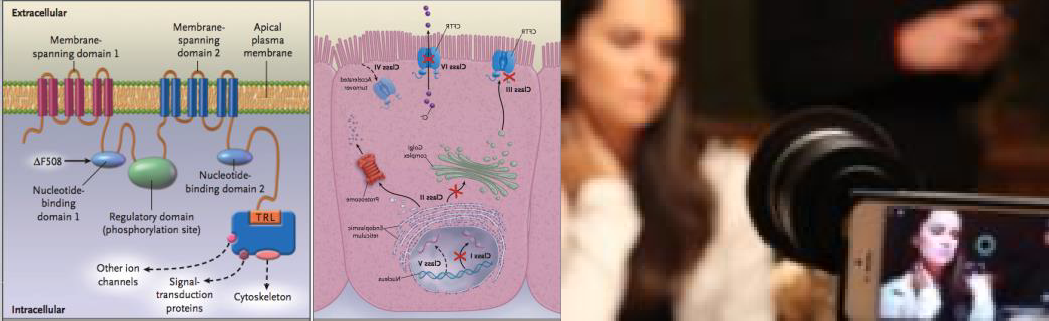 Extracellular
Membrane-
spanning domain 1
Membrane-
spanning
domain 2
Apical
plasma
membrane
ΔF508
Nucleotide-
binding
domain 1
Regulatory domain
(phosphorylation site)
Nucleotide-
binding domain 2
TRL
Other ion
channels
Signal-
transduction
proteins
Cytoskeleton
Intracellular
CFTR
CFTR
Class VI
Class IV
Accelerated
turnover
Class III
Cl-
Golgi
complex
Proteasome
Class II
Endoplasmic
reticulum
Class V
Class I
Nucleus